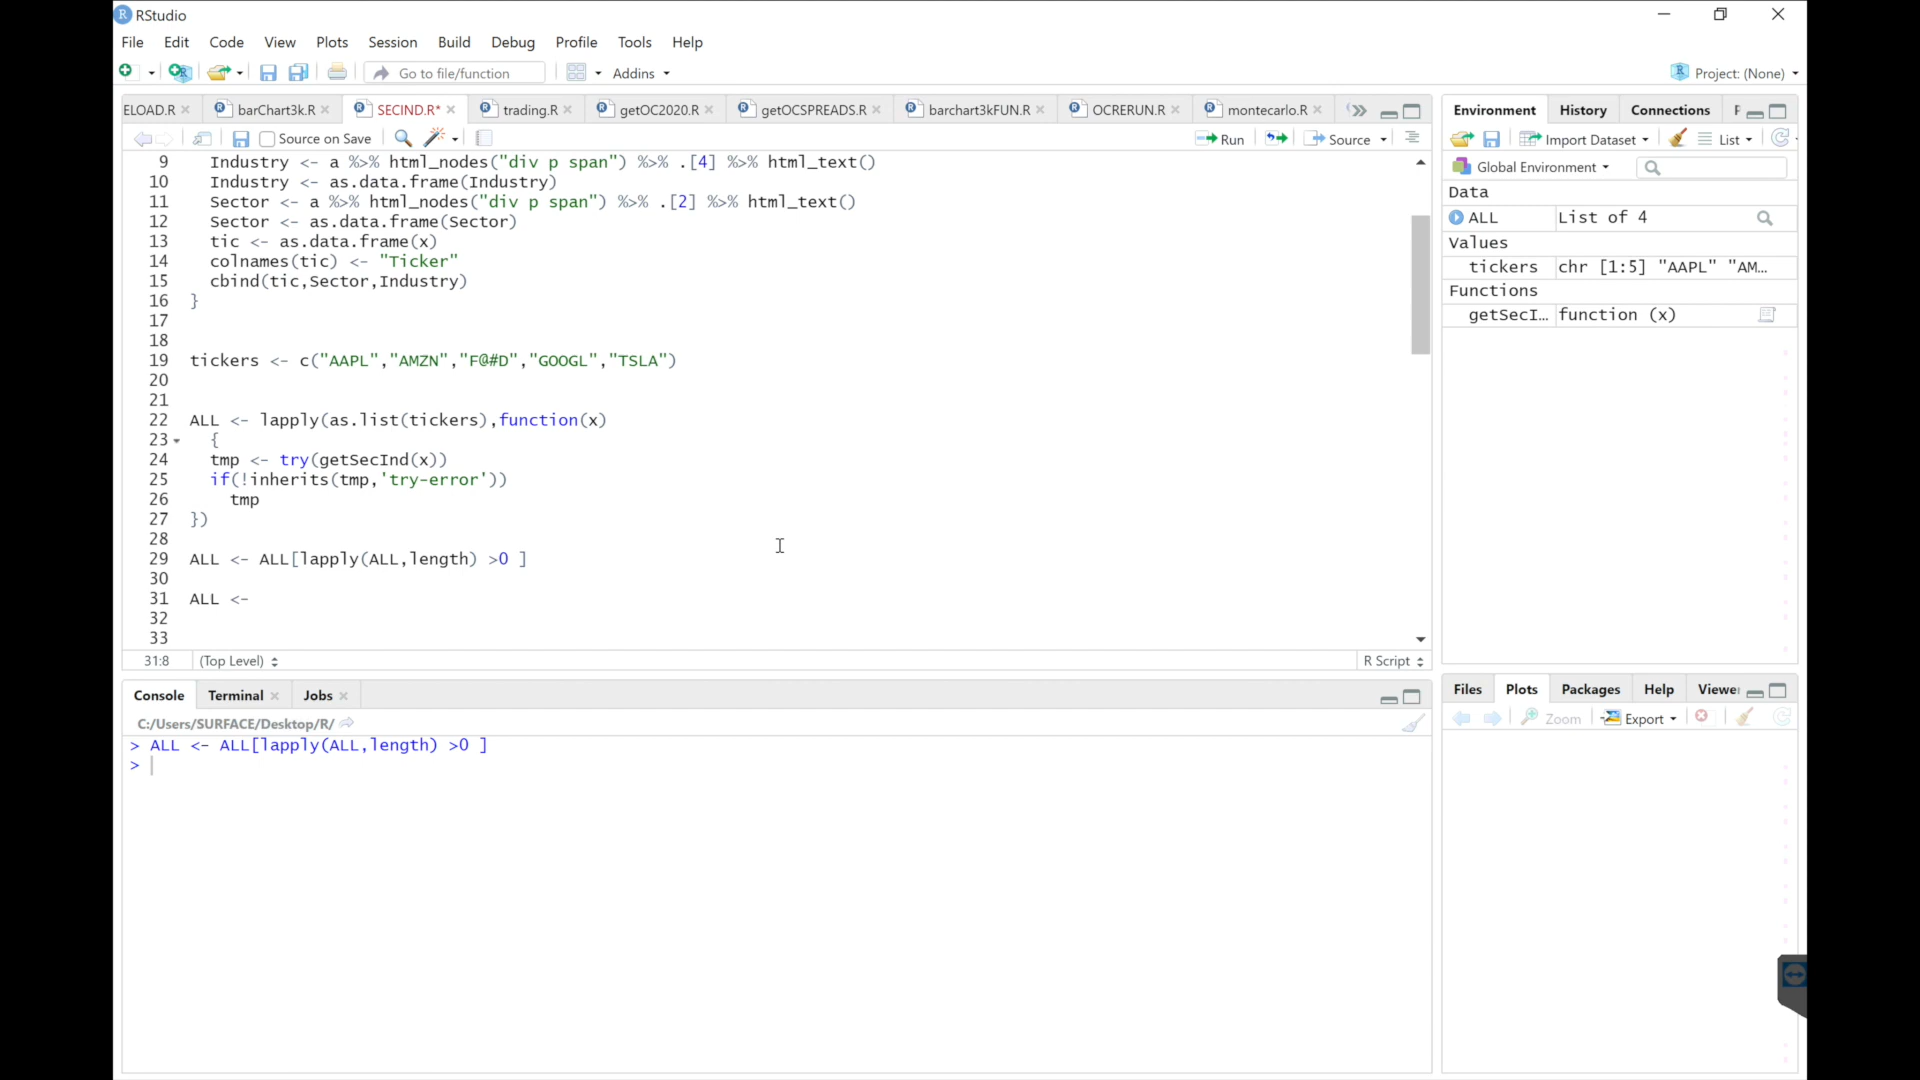 RStudio
File Edit Code View Plots Session Build Debug Profile Tools Help
Go to file/function Addins Project: (None)
ELOAD.R barChart3k.R SECIND.R* trading.R getOC2020.R getOCSPREADS.R barchart3kFUN.R OCRERUN.R montecarlo.R
Source on Save Run Source
9 Industry <- a %>% html_nodes("div p span") %>% .[4] %>% html_text()
10 Industry <- as.data.frame(Industry)
11 Sector <- a %>% html_nodes("div p span") %>% .[2] %>% html_text()
12 Sector <- as.data.frame(Sector)
13 tic <- as.data.frame(x)
14 colnames(tic) <- "Ticker"
15 cbind(tic,Sector,Industry)
16 }
17
18
19 tickers <- c("AAPL","AMZN","F@#D","GOOGL","TSLA")
20
21
22 ALL <- lapply(as.list(tickers),function(x)
23 {
24 tmp <- try(getSecInd(x))
25 if(!inherits(tmp,'try-error'))
26 tmp
27 })
28
29 ALL <- ALL[lapply(ALL,length) >0 ]
30
31 ALL <-
32
33
31:8 (Top Level) R Script
Console Terminal Jobs
C:/Users/SURFACE/Desktop/R/
> ALL <- ALL[lapply(ALL,length) >0 ]
>
Environment History Connections
Import Dataset List
Global Environment
Data
ALL List of 4
Values
tickers chr [1:5] "AAPL" "AM…
Functions
getSecI… function (x)
Files Plots Packages Help Viewe
Zoom Export